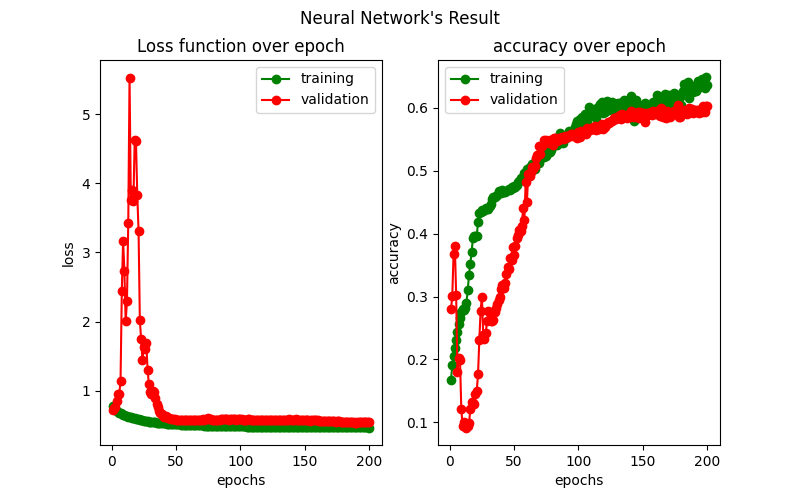 Neural Network's Result
Loss function over epoch
training
validation
5
4
3
2
1
loss
0
50
100
150
200
epochs
accuracy over epoch
training
validation
0.6
0.5
0.4
0.3
0.2
0.1
accuracy
0
50
100
150
200
epochs